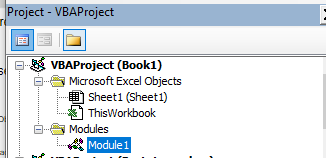 Project - VBAProject
VBAProject (Book1)
Microsoft Excel Objects
Sheet1 (Sheet1)
ThisWorkbook
Modules
Module1